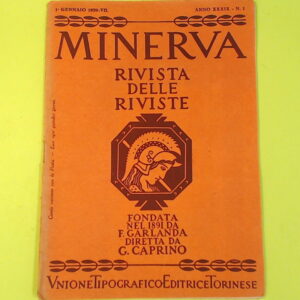 1º GENNAIO 1929-VII. ANNO XXXIX - N. 1
MINERVA
RIVISTA
DELLE
RIVISTE
FONDATA
NEL 1891 DA
F. GARLANDA
DIRETTA DA
G. CAPRINO
VNIONE TIPOGRAFICO EDITRICE TORINESE